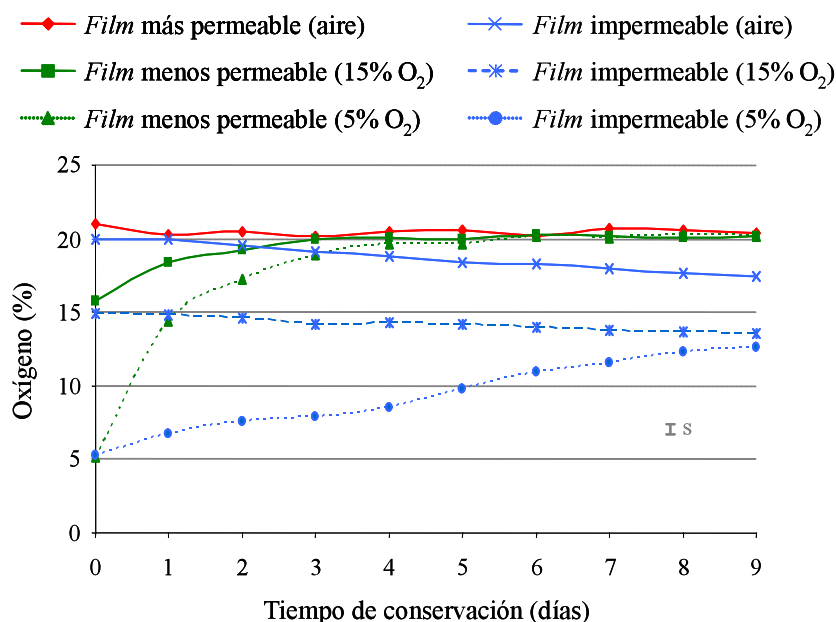 Film más permeable (aire)
Film impermeable (aire)
Film menos permeable (15% O₂)
Film impermeable (15% O₂)
Film menos permeable (5% O₂)
Film impermeable (5% O₂)
25
20
15
10
5
0
Oxígeno (%)
s
0 1 2 3 4 5 6 7 8 9
Tiempo de conservación (días)